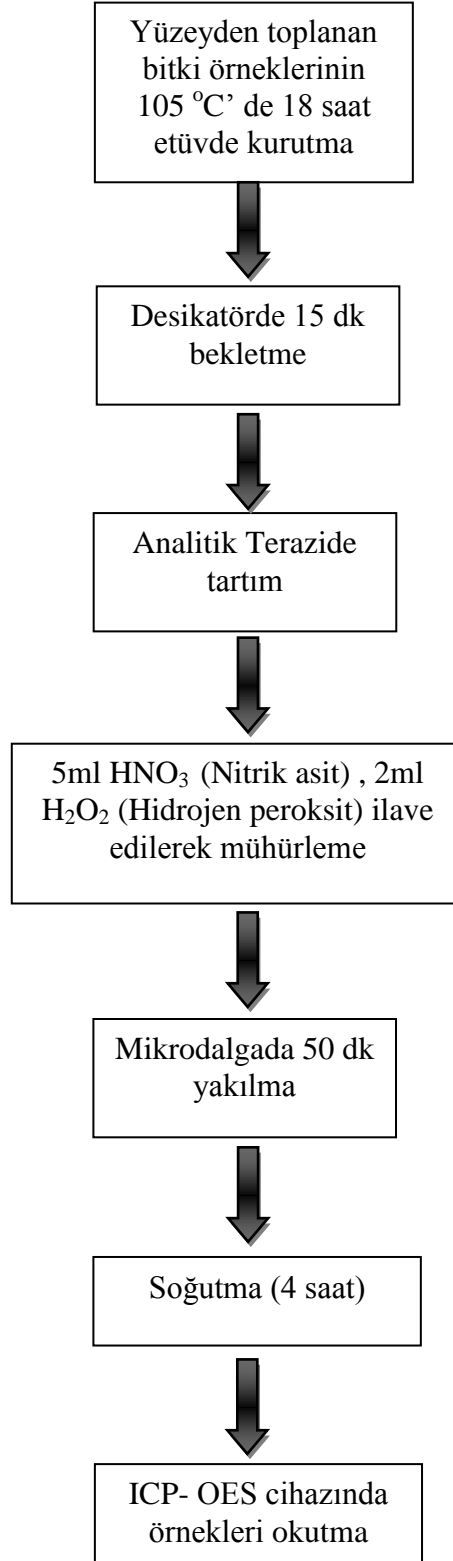 Yüzeyden toplanan
bitki örneklerinin
105 °C’ de 18 saat
etüvde kurutma
Desikatörde 15 dk
bekletme
Analitik Terazide
tartım
5ml HNO₃ (Nitrik asit) , 2ml
H₂O₂ (Hidrojen peroksit) ilave
edilerek mühürleme
Mikrodalgada 50 dk
yakılma
Soğutma (4 saat)
ICP- OES cihazında
örnekleri okutma